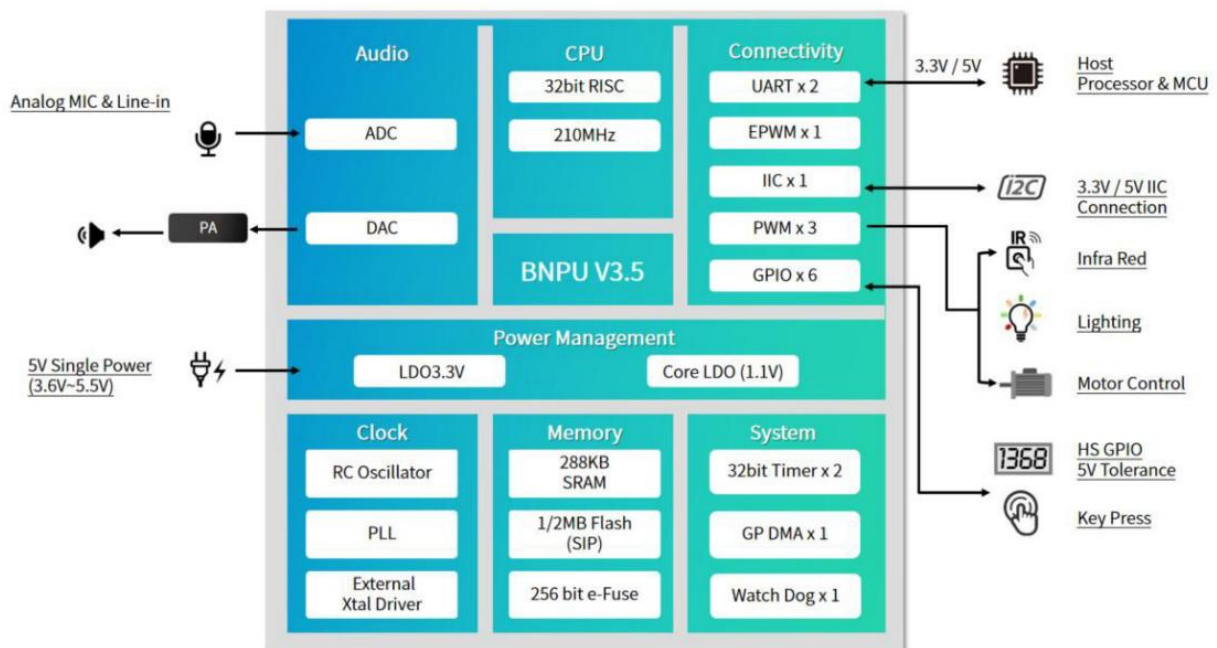 Audio
CPU
Connectivity
32bit RISC
210MHz
UART x 2
EPWM x 1
IIC x 1
PWM x 3
GPIO x 6
ADC
DAC
BNPU V3.5
Analog MIC & Line-in
PA
5V Single Power
(3.6V~5.5V)
Power Management
LDO3.3V
Core LDO (1.1V)
Clock
RC Oscillator
PLL
External
Xtal Driver
Memory
288KB
SRAM
1/2MB Flash
(SIP)
256 bit e-Fuse
System
32bit Timer x 2
GP DMA x 1
Watch Dog x 1
3.3V / 5V
Host
Processor & MCU
I2C
3.3V / 5V IIC
Connection
IR
Infra Red
Lighting
Motor Control
1368
HS GPIO
5V Tolerance
Key Press